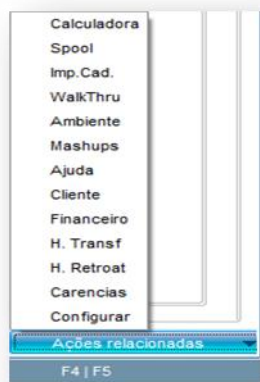 Calculadora
Spool
Imp.Cad.
WalkThru
Ambiente
Mashups
Ajuda
Cliente
Financeiro
H. Transf
H. Retroat
Carencias
Configurar
Ações relacionadas
F4 | F5